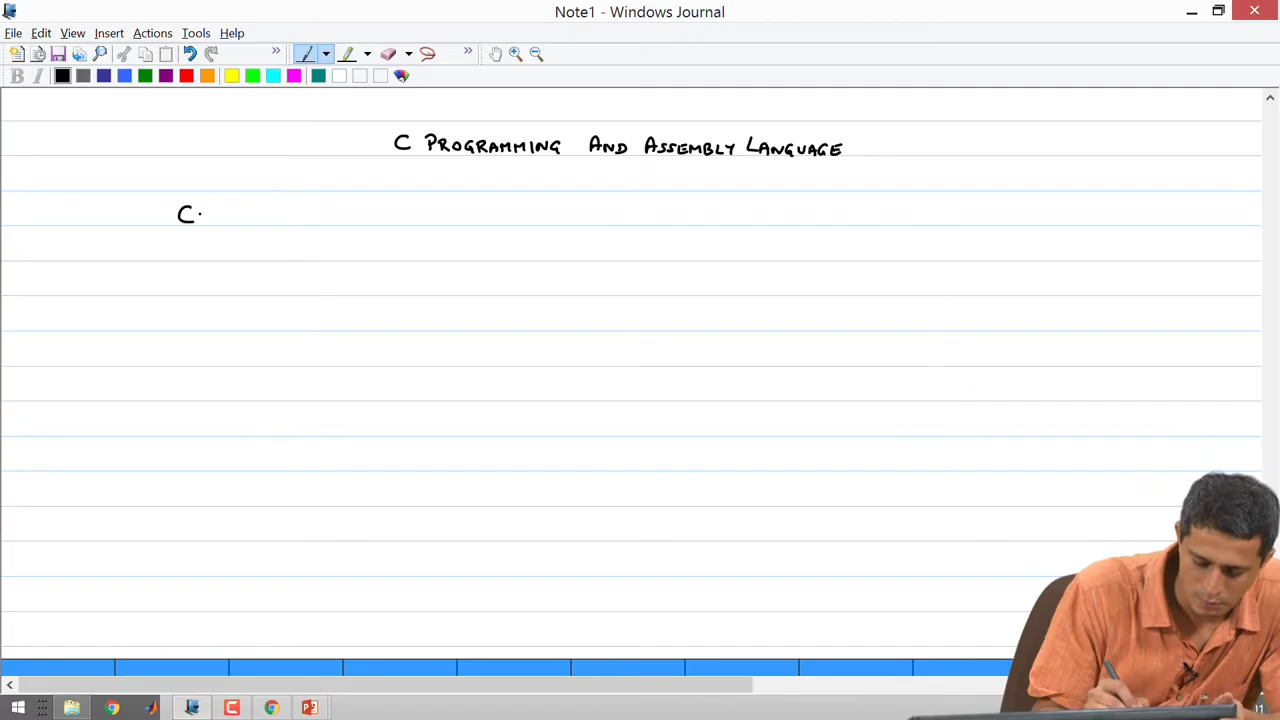 Note1 - Windows Journal
File Edit View Insert Actions Tools Help
B I
C PROGRAMMING AND ASSEMBLY LANGUAGE
C